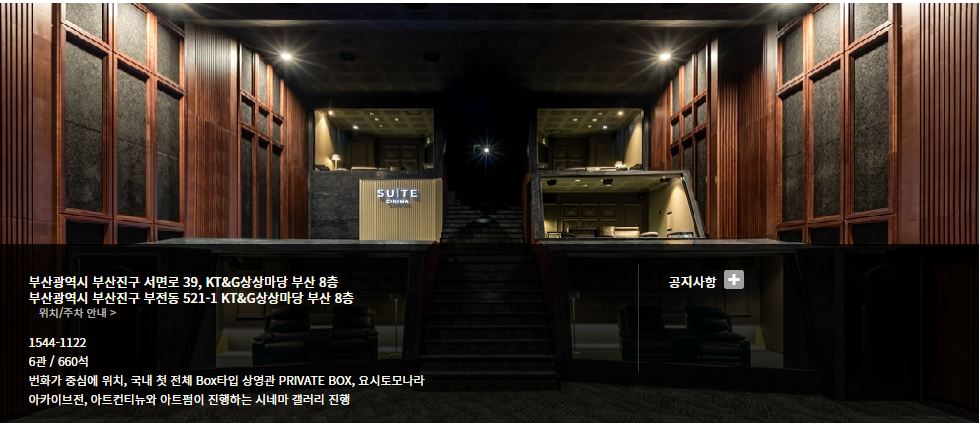 SUITE
CINEMA
부산광역시 부산진구 서면로 39, KT&G상상마당 부산 8층
부산광역시 부산진구 부전동 521-1 KT&G상상마당 부산 8층
위치/주차 안내 >
공지사항 +
1544-1122
6관 / 660석
번화가 중심에 위치, 국내 첫 전체 Box타입 상영관 PRIVATE BOX, 요시토모나라
아카이브전, 아트컨티뉴와 아트펌이 진행하는 시네마 갤러리 진행